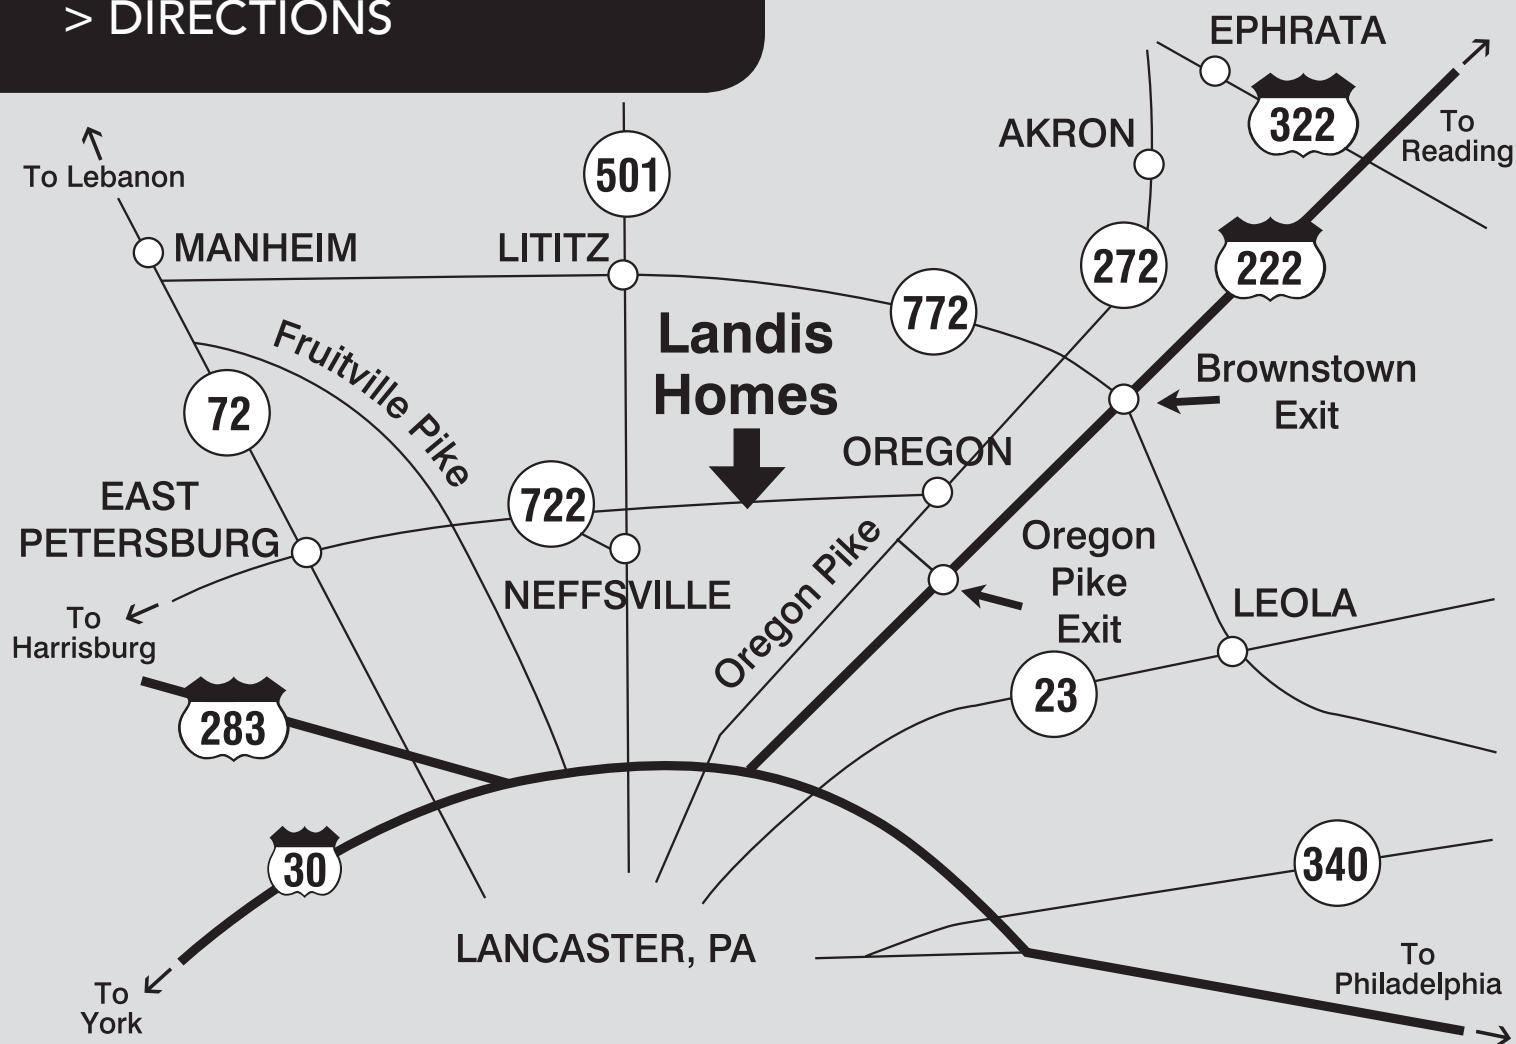 > DIRECTIONS
EPHRATA
322
To
Reading
AKRON
To Lebanon
501
MANHEIM
LITITZ
272
222
772
Fruitville Pike
Landis
Homes
Brownstown
Exit
72
OREGON
EAST
PETERSBURG
722
Oregon
Pike
Exit
Oregon Pike
NEFFSVILLE
LEOLA
To
Harrisburg
23
283
30
340
LANCASTER, PA
To
Philadelphia
To
York